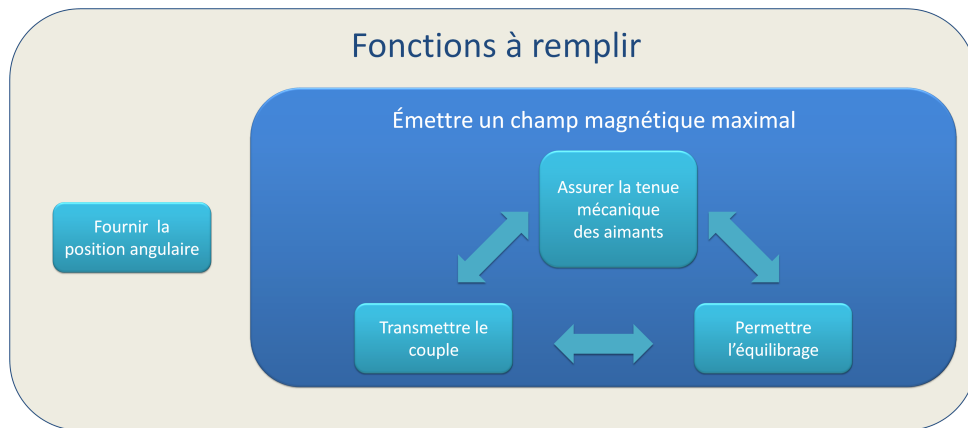 Fonctions à remplir
Émettre un champ magnétique maximal
Assurer la tenue
mécanique
des aimants
Fournir la
position angulaire
Transmettre le
couple
Permettre
l'équilibrage